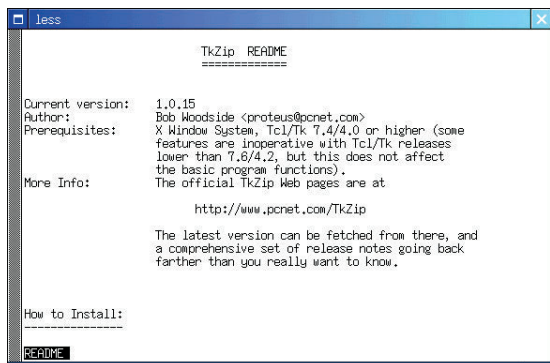 less
TkZip README
=============
Current version: 1.0.15
Author: Bob Woodside <proteus@pcnet.com>
Prerequisites: X Window System, Tcl/Tk 7.4/4.0 or higher (some
features are inoperative with Tcl/Tk releases
lower than 7.6/4.2, but this does not affect
the basic program functions).
More Info: The official TkZip Web pages are at
http://www.pcnet.com/TkZip
The latest version can be fetched from there, and
a comprehensive set of release notes going back
farther than you really want to know.
How to Install:
---------------
README